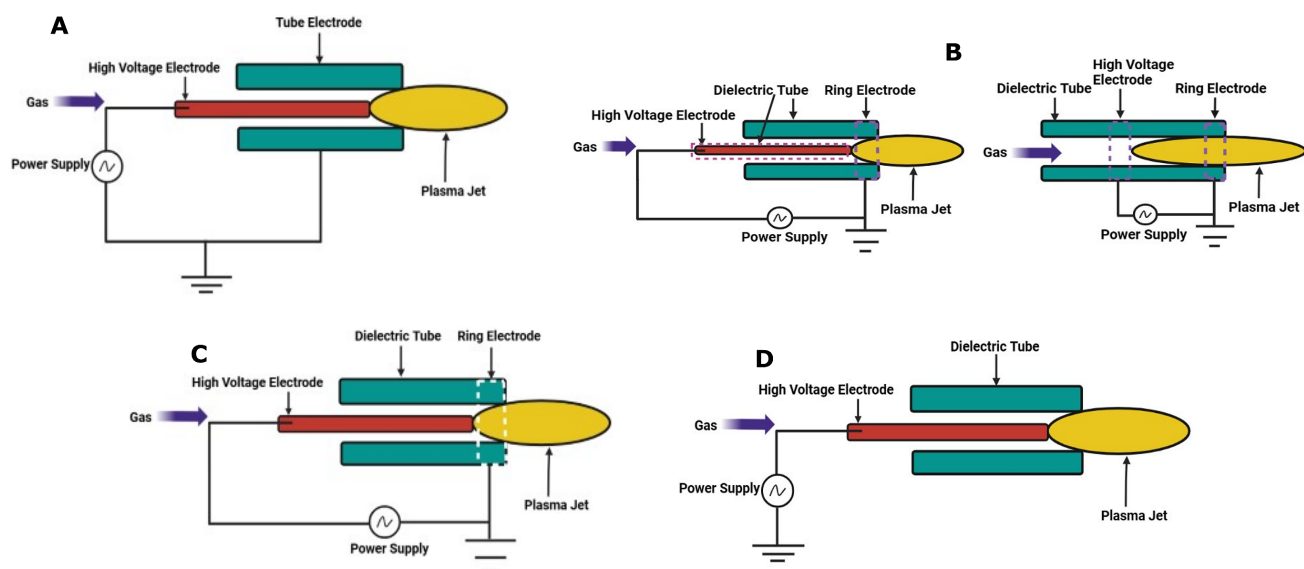 A
Tube Electrode
High Voltage Electrode
Gas
Power Supply
Plasma Jet
Dielectric Tube
Ring Electrode
High Voltage Electrode
Gas
Plasma Jet
Power Supply
B
High Voltage
Electrode
Dielectric Tube
Ring Electrode
Gas
Plasma Jet
Power Supply
C
Dielectric Tube
Ring Electrode
High Voltage Electrode
Gas
Plasma Jet
Power Supply
D
Dielectric Tube
High Voltage Electrode
Gas
Power Supply
Plasma Jet